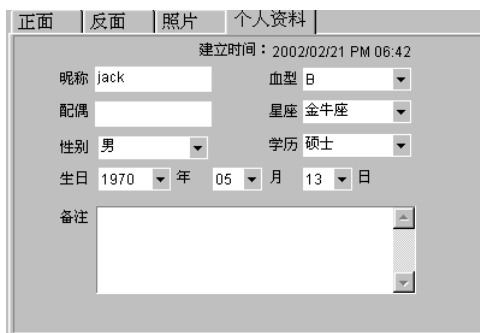 正面 反面 照片 个人资料
建立时间：2002/02/21 PM 06:42
昵称 jack 血型 B
配偶 星座 金牛座
性别 男 学历 硕士
生日 1970 年 05 月 13 日
备注